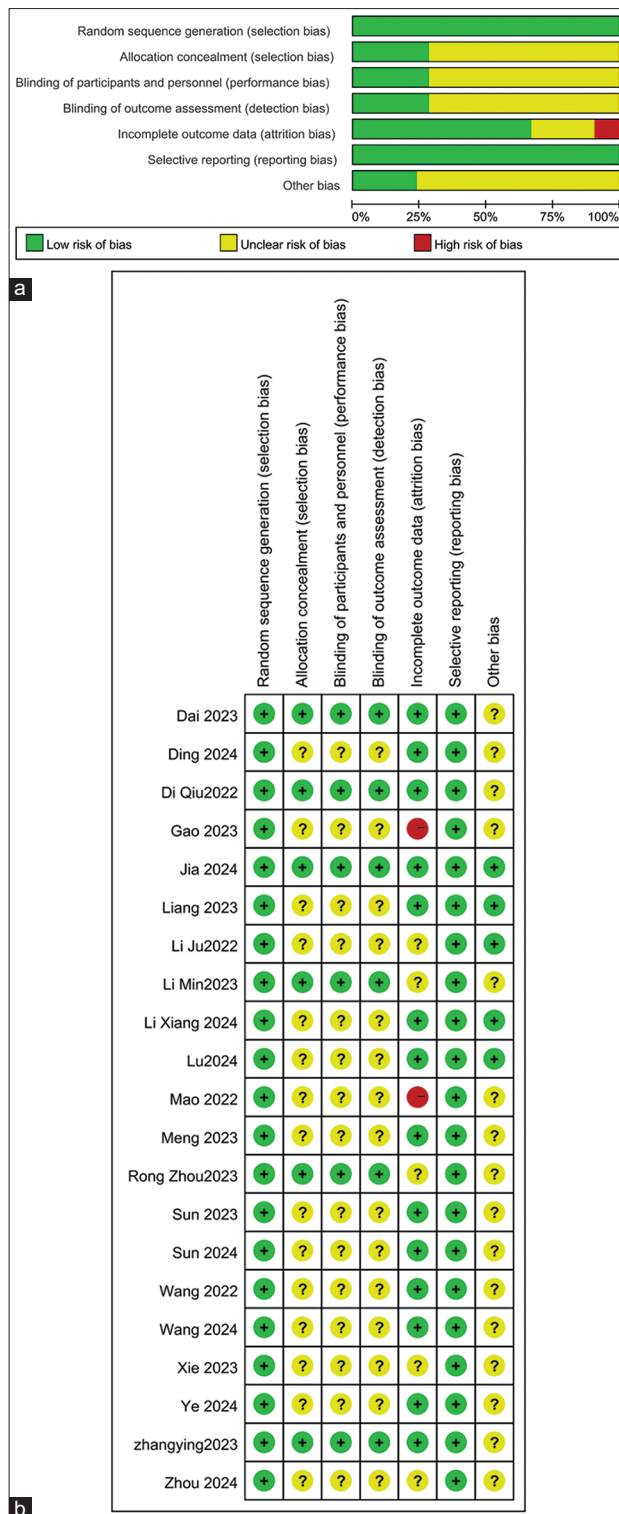 Random sequence generation (selection bias)
Allocation concealment (selection bias)
Blinding of participants and personnel (performance bias)
Blinding of outcome assessment (detection bias)
Incomplete outcome data (attrition bias)
Selective reporting (reporting bias)
Other bias
0% 25% 50% 75% 100%
Low risk of bias Unclear risk of bias High risk of bias
a
Random sequence generation (selection bias)
Allocation concealment (selection bias)
Blinding of participants and personnel (performance bias)
Blinding of outcome assessment (detection bias)
Incomplete outcome data (attrition bias)
Selective reporting (reporting bias)
Other bias
Dai 2023 + + + + + + ?
Ding 2024 + ? ? ? + + ?
Di Qiu2022 + + + + + + ?
Gao 2023 + ? ? ? − + ?
Jia 2024 + + + + + + +
Liang 2023 + ? ? ? + + +
Li Ju2022 + ? ? ? ? + +
Li Min2023 + + + + ? + ?
Li Xiang 2024 + ? ? ? + + +
Lu2024 + ? ? ? + + +
Mao 2022 + ? ? ? − + ?
Meng 2023 + ? ? ? + + ?
Rong Zhou2023 + + + + ? + ?
Sun 2023 + ? ? ? + + ?
Sun 2024 + ? ? ? + + ?
Wang 2022 + ? ? ? + + ?
Wang 2024 + ? ? ? + + ?
Xie 2023 + ? ? ? ? + ?
Ye 2024 + ? ? ? + + ?
zhangying2023 + + + + + + ?
Zhou 2024 + ? ? ? ? + ?
b